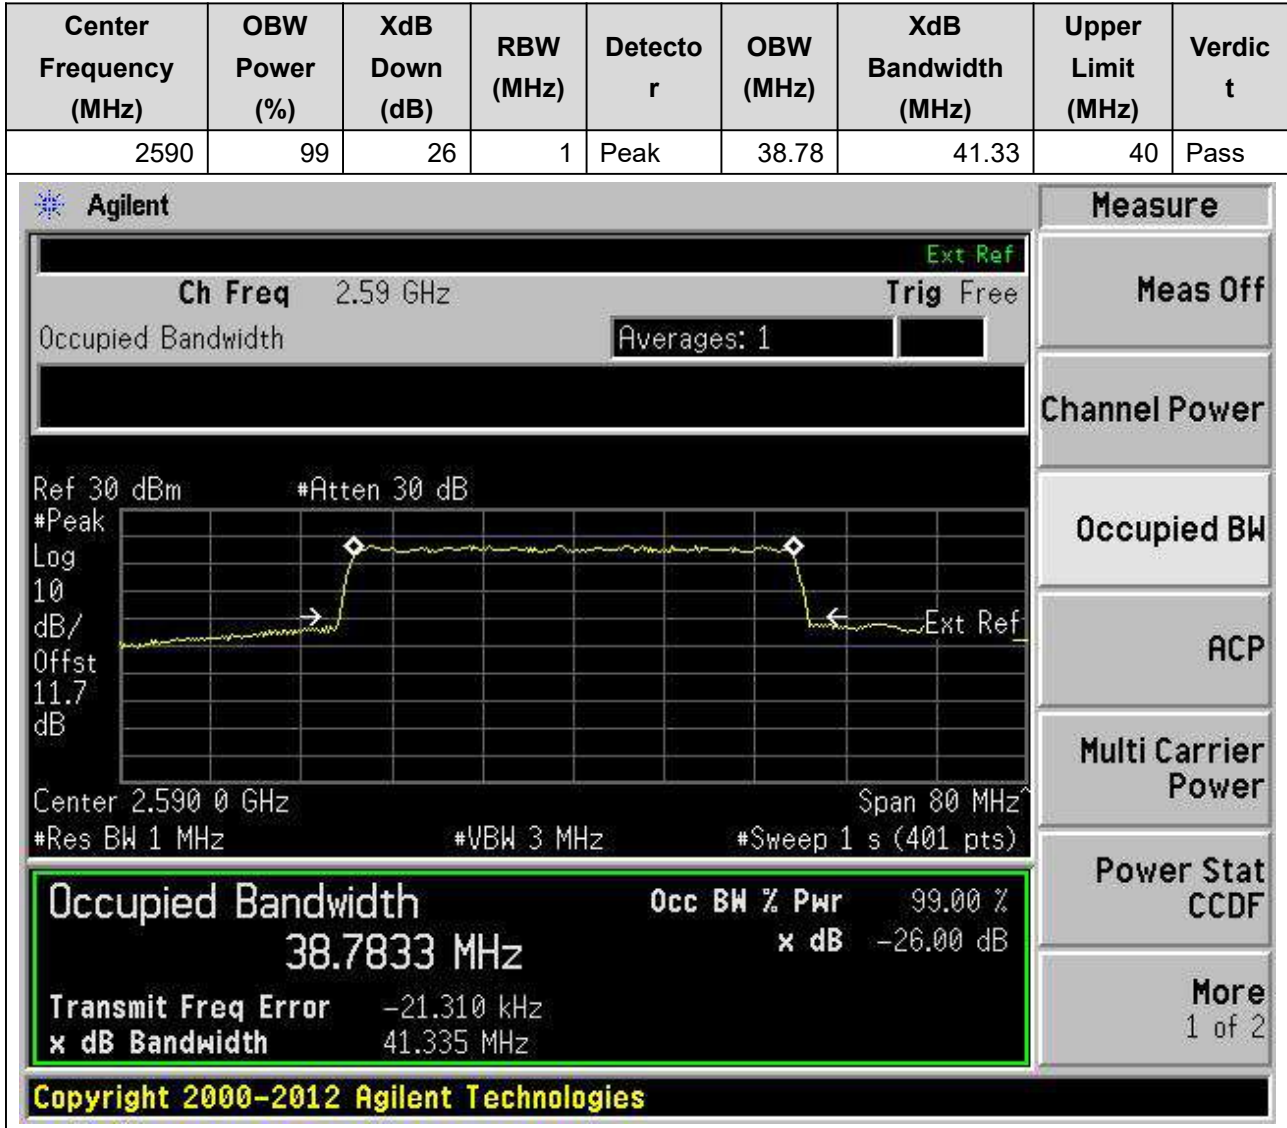 Center Frequency (MHz) OBW Power (%) XdB Down (dB) RBW (MHz) Detecto r OBW (MHz) XdB Bandwidth (MHz) Upper Limit (MHz) Verdic t
2590 99 26 1 Peak 38.78 41.33 40 Pass
Agilent
Measure
Ext Ref
Ch Freq 2.59 GHz Trig Free
Meas Off
Occupied Bandwidth Averages: 1
Channel Power
Ref 30 dBm #Atten 30 dB
#Peak
Log
10
dB/
Offst
11.7
dB
Ext Ref
Occupied BW
ACP
Center 2.590 0 GHz Span 80 MHz^
#Res BW 1 MHz #VBW 3 MHz #Sweep 1 s (401 pts)
Multi Carrier
Power
Occupied Bandwidth Occ BW % Pwr 99.00 %
38.7833 MHz x dB -26.00 dB
Power Stat
CCDF
Transmit Freq Error -21.310 kHz
x dB Bandwidth 41.335 MHz
More
1 of 2
Copyright 2000-2012 Agilent Technologies